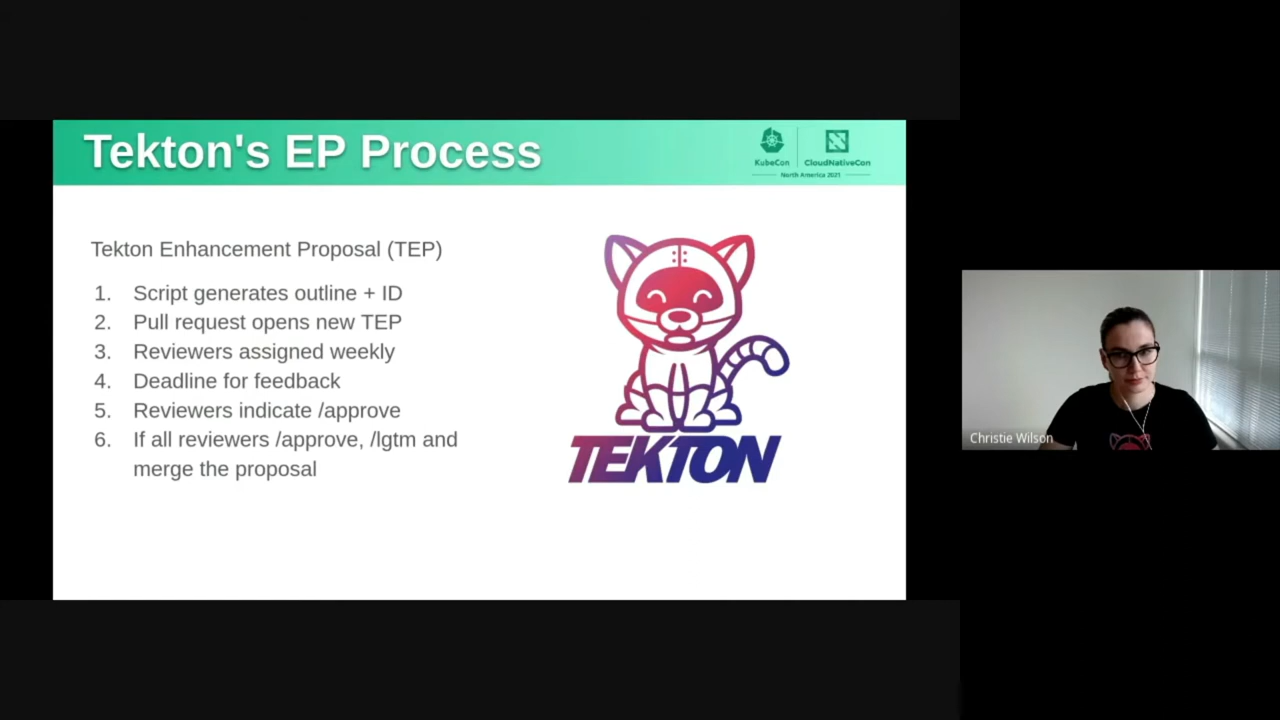 Tekton's EP Process
KubeCon
CloudNativeCon
North America 2021
Tekton Enhancement Proposal (TEP)
1. Script generates outline + ID
2. Pull request opens new TEP
3. Reviewers assigned weekly
4. Deadline for feedback
5. Reviewers indicate /approve
6. If all reviewers /approve, /lgtm and
merge the proposal
TEKTON
Christie Wilson